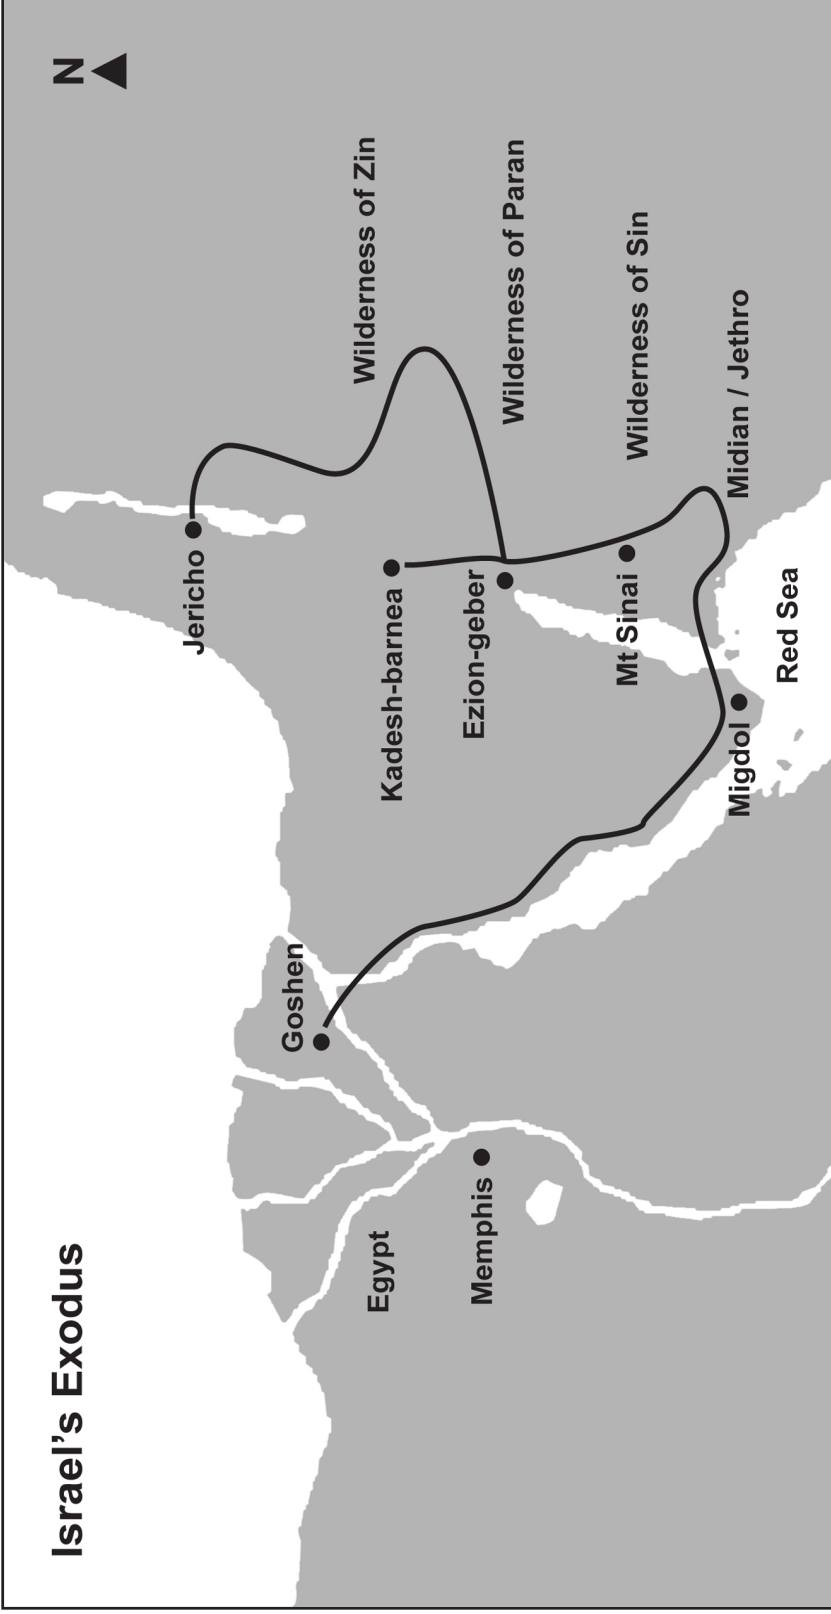 Israel's Exodus
N
Jericho
Wilderness of Zin
Goshen
Kadesh-barnea
Egypt
Ezion-geber
Wilderness of Paran
Memphis
Mt Sinai
Wilderness of Sin
Migdol
Midian / Jethro
Red Sea